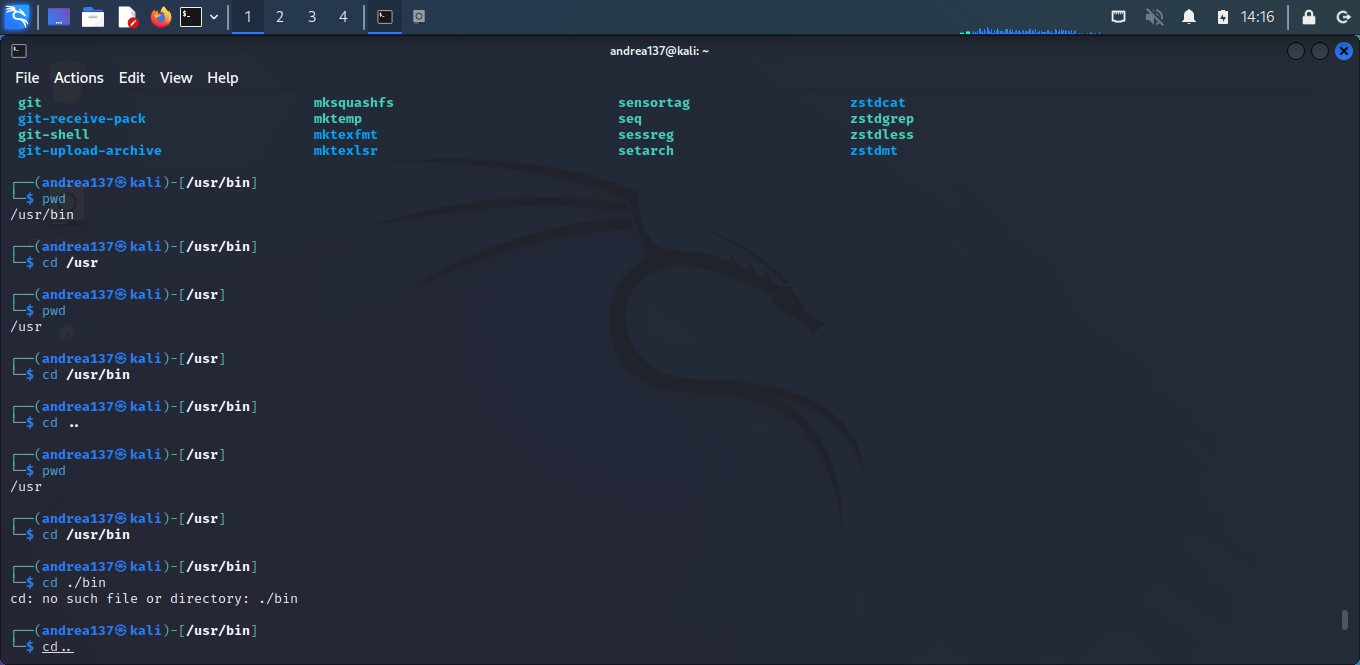 1 2 3 4 14:16
andrea137@kali: ~
File Actions Edit View Help
git mksquashfs sensortag zstdcat
git-receive-pack mktemp seq zstdgrep
git-shell mktexfmt sessreg zstdless
git-upload-archive mktexlsr setarch zstdmt
┌──(andrea137㉿kali)-[/usr/bin]
└─$ pwd
/usr/bin
┌──(andrea137㉿kali)-[/usr/bin]
└─$ cd /usr
┌──(andrea137㉿kali)-[/usr]
└─$ pwd
/usr
┌──(andrea137㉿kali)-[/usr]
└─$ cd /usr/bin
┌──(andrea137㉿kali)-[/usr/bin]
└─$ cd ..
┌──(andrea137㉿kali)-[/usr]
└─$ pwd
/usr
┌──(andrea137㉿kali)-[/usr]
└─$ cd /usr/bin
┌──(andrea137㉿kali)-[/usr/bin]
└─$ cd ./bin
cd: no such file or directory: ./bin
┌──(andrea137㉿kali)-[/usr/bin]
└─$ cd..